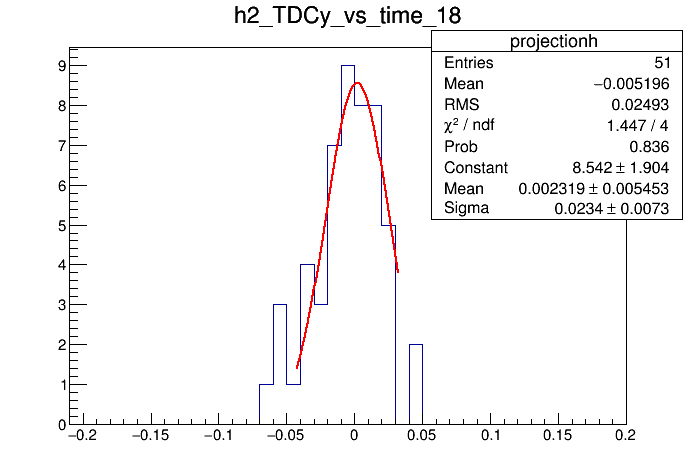 h2_TDCy_vs_time_18
projectionh
Entries 51
Mean −0.005196
RMS 0.02493
χ² / ndf 1.447 / 4
Prob 0.836
Constant 8.542 ± 1.904
Mean 0.002319 ± 0.005453
Sigma 0.0234 ± 0.0073
9
8
7
6
5
4
3
2
1
0
−0.2 −0.15 −0.1 −0.05 0 0.05 0.1 0.15 0.2